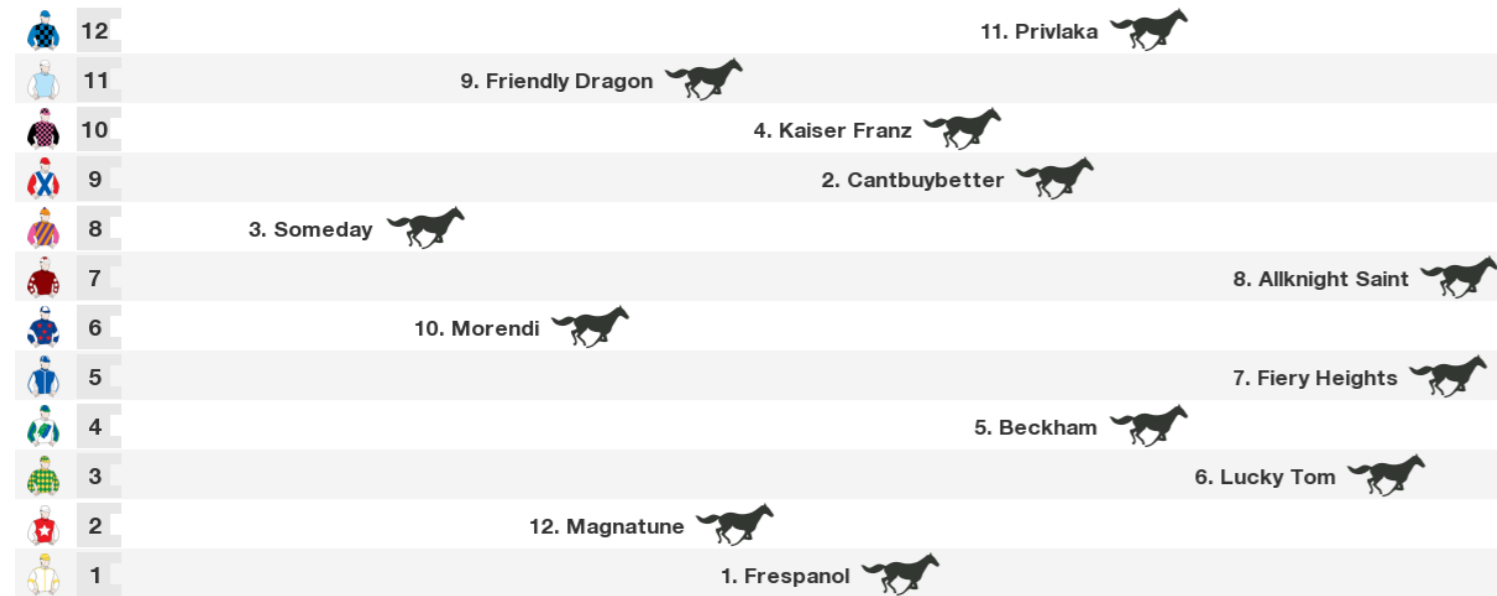 12 11. Privlaka
11 9. Friendly Dragon
10 4. Kaiser Franz
9 2. Cantbuybetter
8 3. Someday
7 8. Allknight Saint
6 10. Morendi
5 7. Fiery Heights
4 5. Beckham
3 6. Lucky Tom
2 12. Magnatune
1 1. Frespanol